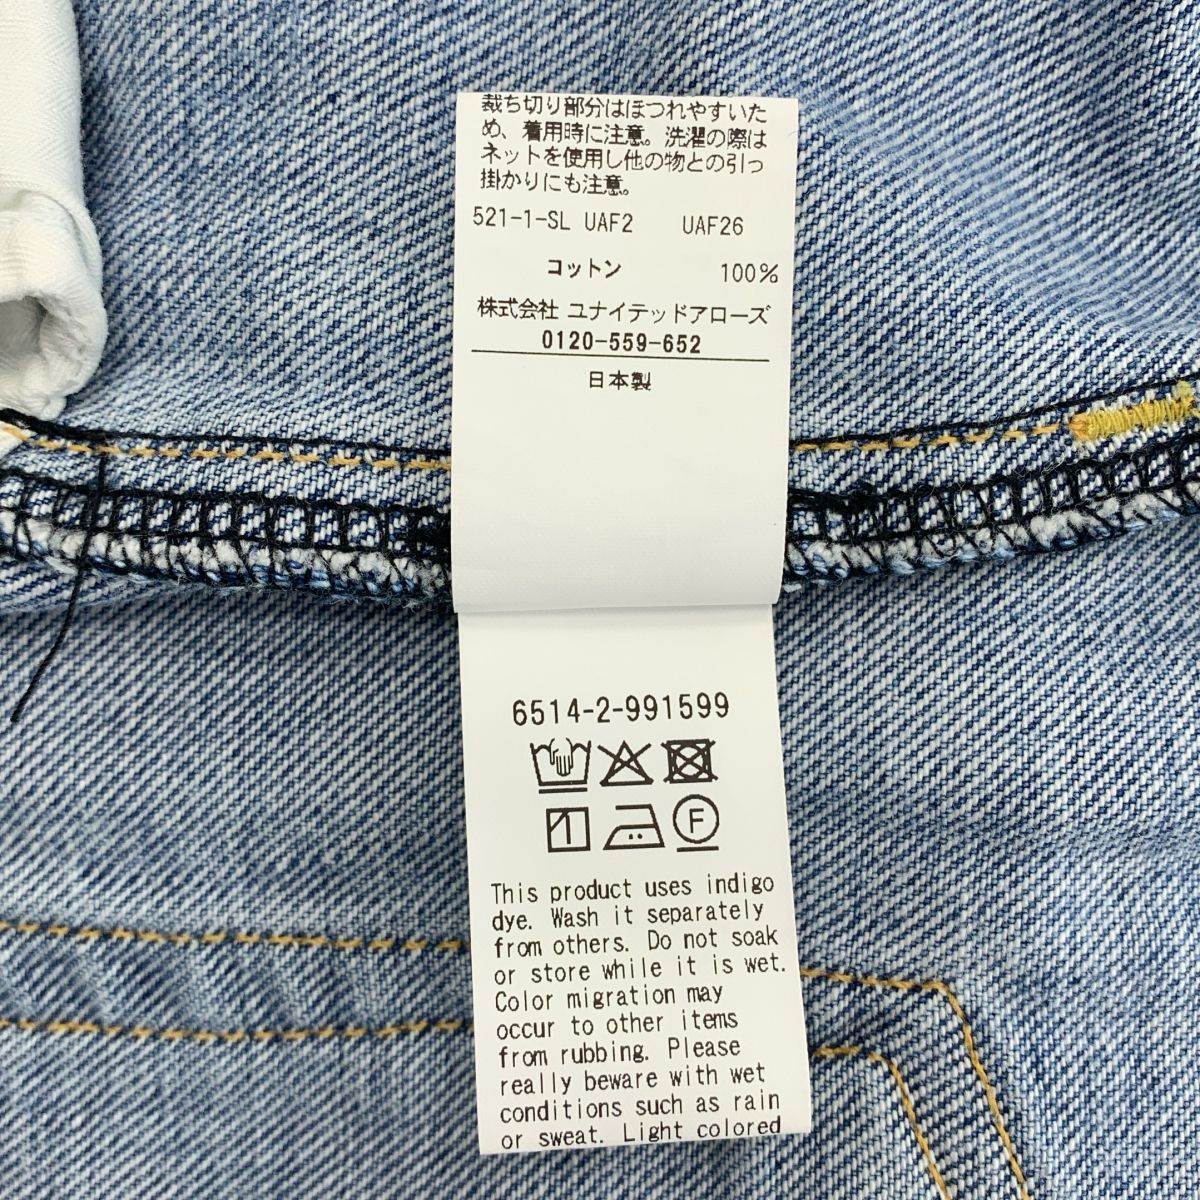 裁ち切り部分はほつれやすいた
め、着用時に注意。洗濯の際は
ネットを使用し他の物との引っ
掛かりにも注意。
521-1-SL UAF2 UAF26
コットン 100%
株式会社 ユナイテッドアローズ
0120-559-652
日本製
6514-2-991599
F
This product uses indigo
dye. Wash it separately
from others. Do not soak
or store while it is wet.
Color migration may
occur to other items
from rubbing. Please
really beware with wet
conditions such as rain
or sweat. Light colored